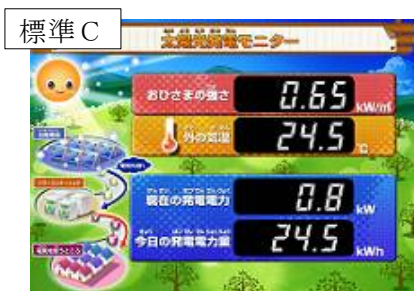 標準C
太陽光発電モニター
おひさまの強さ
0.65 kW/㎡
外の気温
24.5 ℃
現在の発電電力
0.8 kW
今日の発電電力量
24.5 kWh